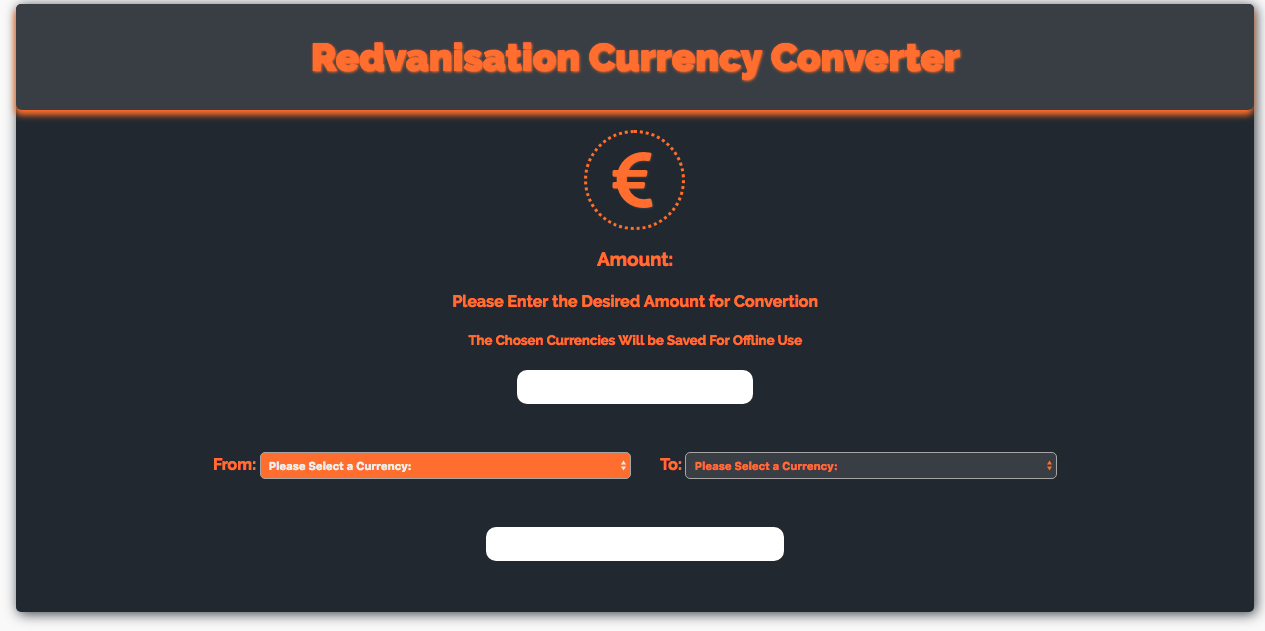 Redvanisation Currency Converter
€
Amount:
Please Enter the Desired Amount for Convertion
The Chosen Currencies Will be Saved For Offline Use
From: Please Select a Currency: To: Please Select a Currency: